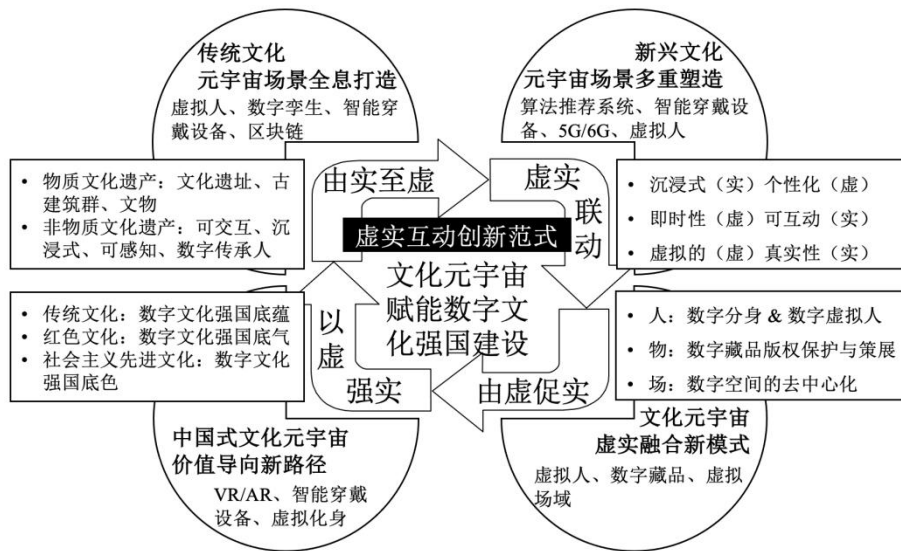 传统文化
元宇宙场景全息打造
虚拟人、数字孪生、智能穿
戴设备、区块链
新兴文化
元宇宙场景多重塑造
算法推荐系统、智能穿戴设
备、5G/6G、虚拟人
• 物质文化遗产：文化遗址、古
建筑群、文物
• 非物质文化遗产：可交互、沉
浸式、可感知、数字传承人
由实至虚
虚实
联
动
• 沉浸式（实）个性化（虚）
• 即时性（虚）可互动（实）
• 虚拟的（虚）真实性（实）
虚实互动创新范式
文化元宇宙
赋能数字文
化强国建设
• 传统文化：数字文化强国底蕴
• 红色文化：数字文化强国底气
• 社会主义先进文化：数字文化
强国底色
以
虚
强实
由虚促实
• 人：数字分身 & 数字虚拟人
• 物：数字藏品版权保护与策展
• 场：数字空间的去中心化
中国式文化元宇宙
价值导向新路径
VR/AR、智能穿戴
设备、虚拟化身
文化元宇宙
虚实融合新模式
虚拟人、数字藏品、虚拟
场域